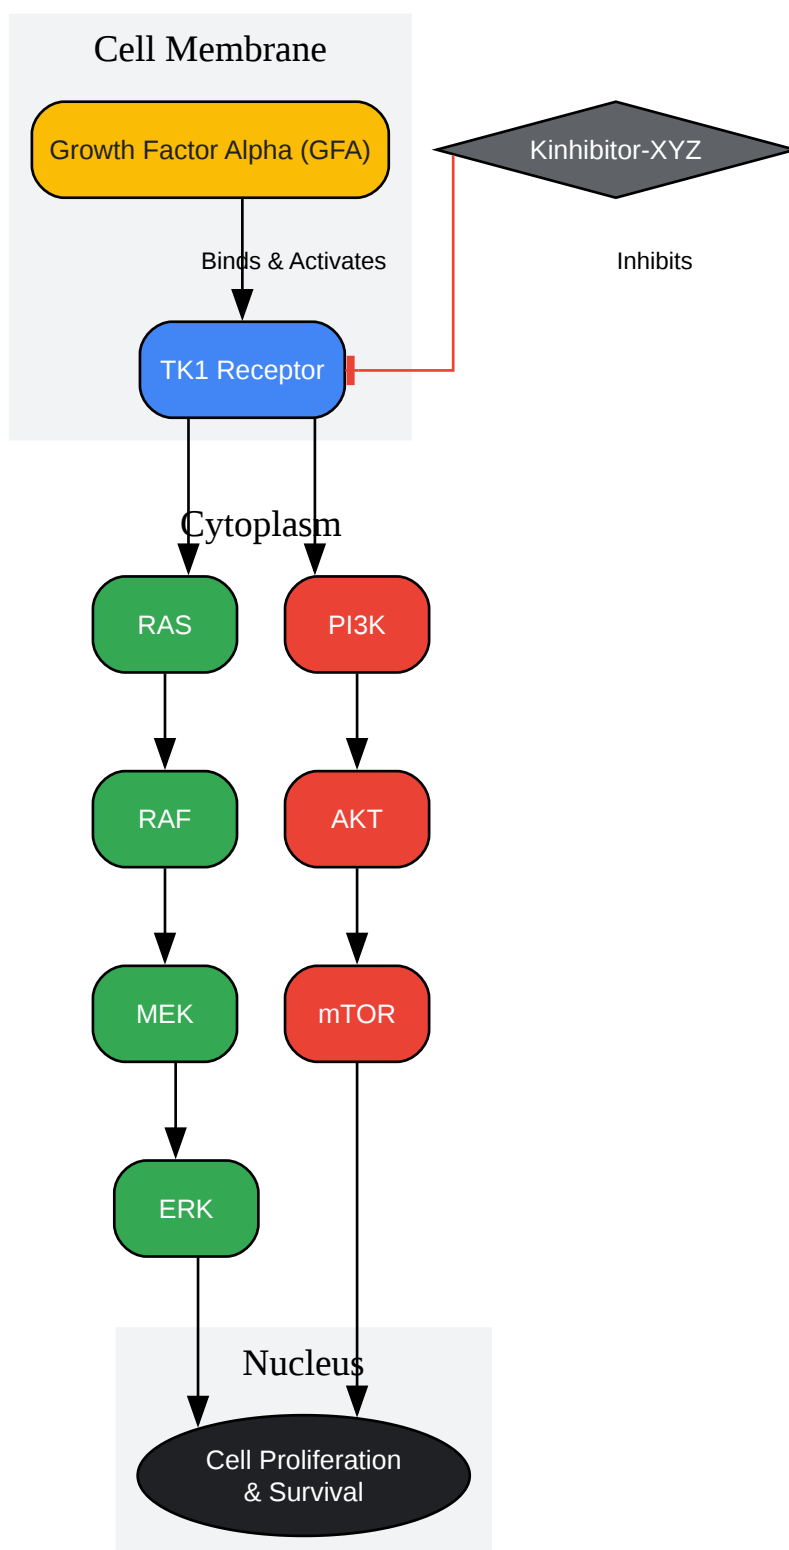 Cell Membrane
Growth Factor Alpha (GFA)
Kinhibitor-XYZ
Binds & Activates
Inhibits
TK1 Receptor
Cytoplasm
RAS
PI3K
RAF
AKT
MEK
mTOR
ERK
Nucleus
Cell Proliferation
& Survival